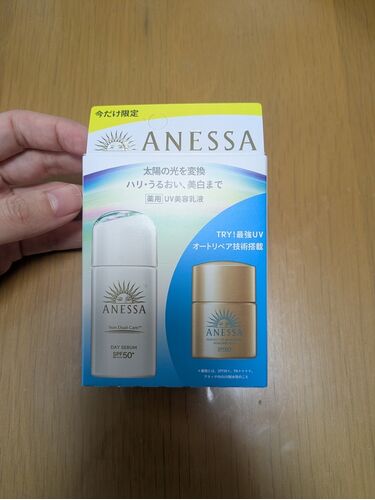 今だけ限定
ANESSA
太陽の光を変換
ハリ・うるおい、美白まで
薬用 UV美容乳液
TRY!最強UV
オートリペア技術搭載
ANESSA
Sun Dual Care™
DAY SERUM
SPF50+
ANESSA